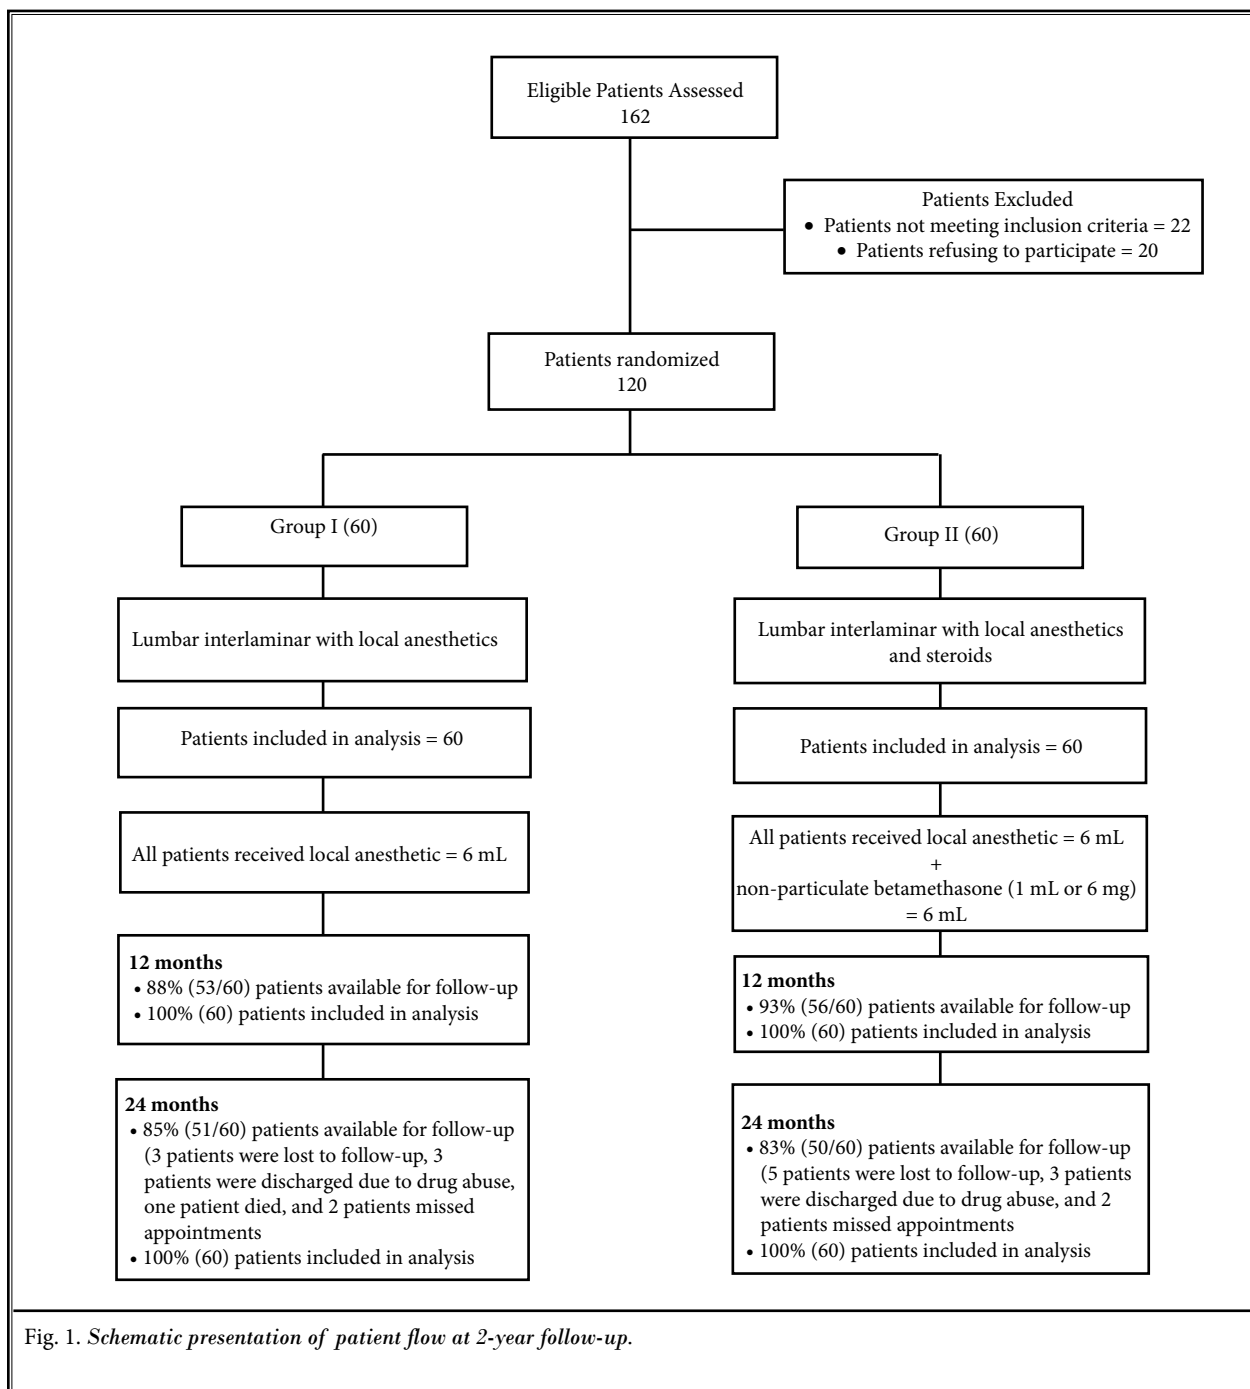 Eligible Patients Assessed
162
Patients Excluded
• Patients not meeting inclusion criteria = 22
• Patients refusing to participate = 20
Patients randomized
120
Group I (60)
Group II (60)
Lumbar interlaminar with local anesthetics
Lumbar interlaminar with local anesthetics
and steroids
Patients included in analysis = 60
Patients included in analysis = 60
All patients received local anesthetic = 6 mL
All patients received local anesthetic = 6 mL
+
non-particulate betamethasone (1 mL or 6 mg)
= 6 mL
12 months
• 88% (53/60) patients available for follow-up
• 100% (60) patients included in analysis
12 months
• 93% (56/60) patients available for follow-up
• 100% (60) patients included in analysis
24 months
• 85% (51/60) patients available for follow-up
(3 patients were lost to follow-up, 3
patients were discharged due to drug abuse,
one patient died, and 2 patients missed
appointments
• 100% (60) patients included in analysis
24 months
• 83% (50/60) patients available for follow-up
(5 patients were lost to follow-up, 3 patients
were discharged due to drug abuse, and 2
patients missed appointments
• 100% (60) patients included in analysis
Fig. 1. Schematic presentation of patient flow at 2-year follow-up.